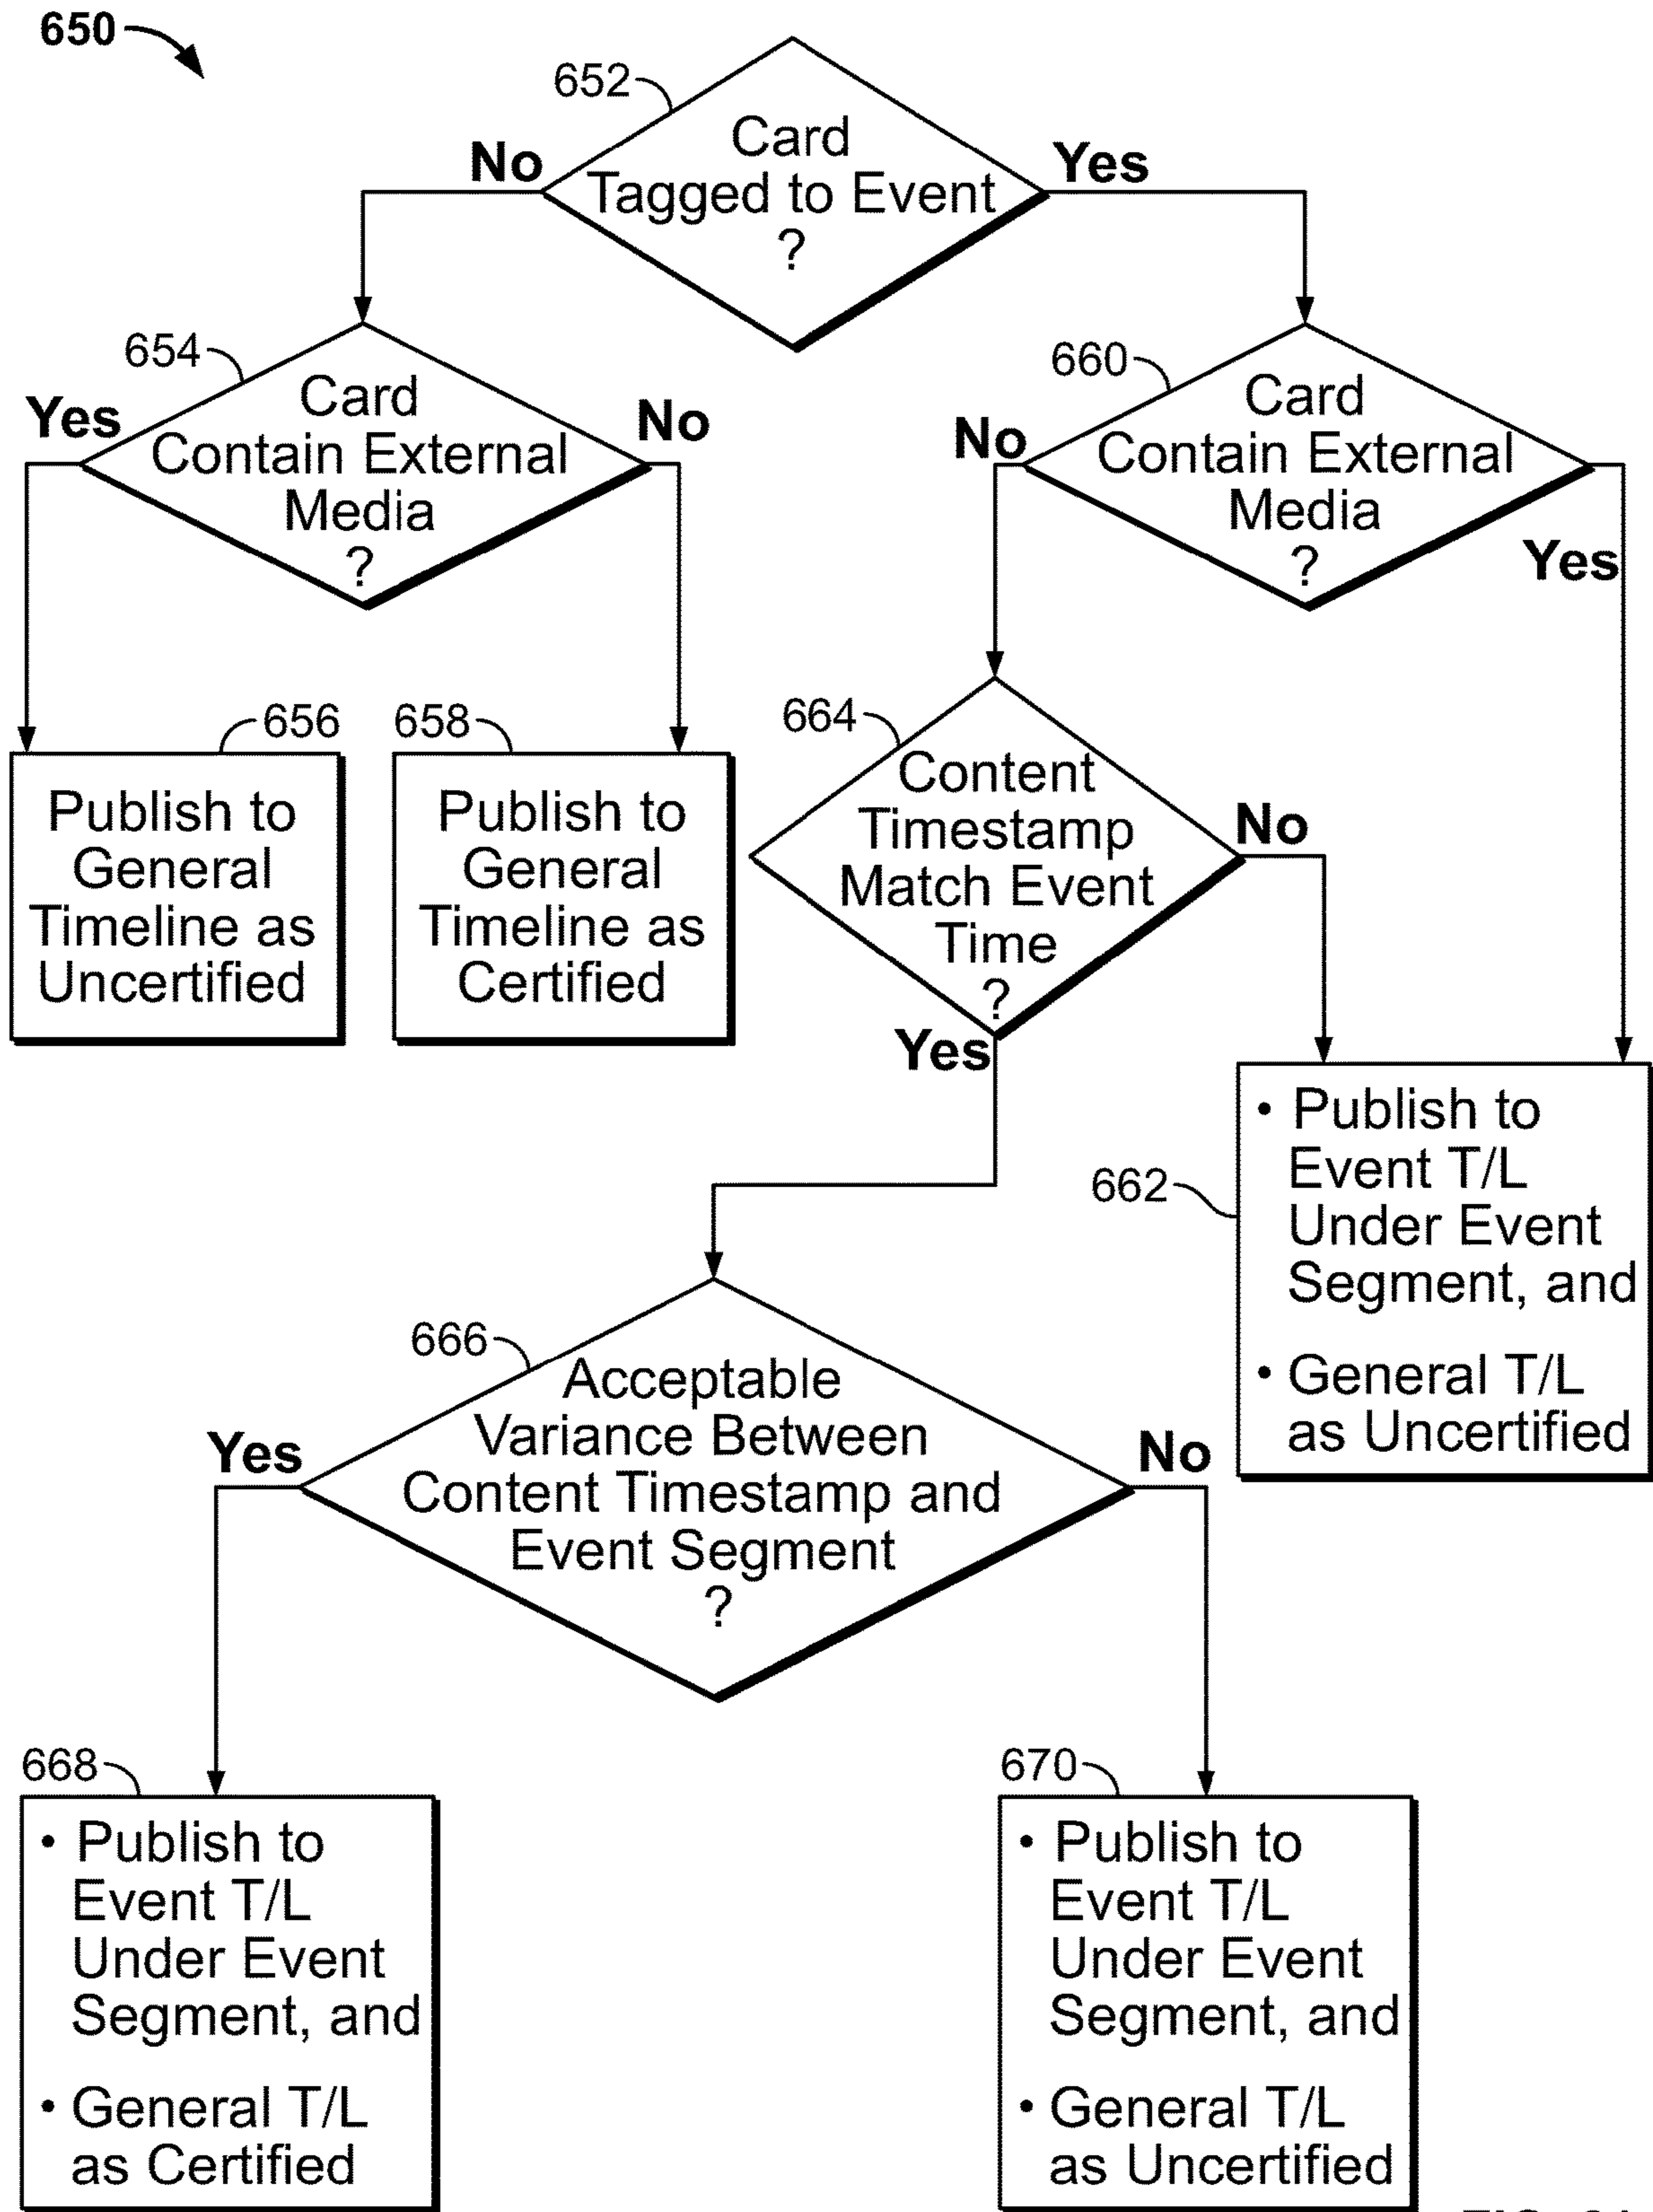 650
652
Card
Tagged to Event
?
No
Yes
654
Card
Contain External
Media
?
Yes
No
660
Card
Contain External
Media
?
No
Yes
656
Publish to
General
Timeline as
Uncertified
658
Publish to
General
Timeline as
Certified
664
Content
Timestamp
Match Event
Time
?
No
Yes
662
• Publish to
Event T/L
Under Event
Segment, and
• General T/L
as Uncertified
666
Acceptable
Variance Between
Content Timestamp and
Event Segment
?
Yes
No
668
• Publish to
Event T/L
Under Event
Segment, and
• General T/L
as Certified
670
• Publish to
Event T/L
Under Event
Segment, and
• General T/L
as Uncertified